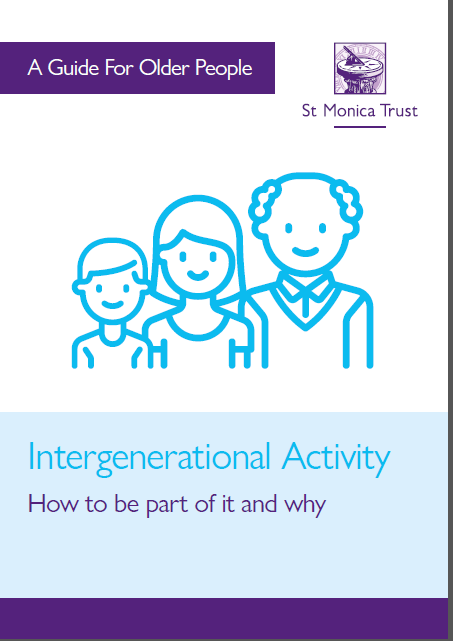 A Guide For Older People
St Monica Trust
Intergenerational Activity
How to be part of it and why